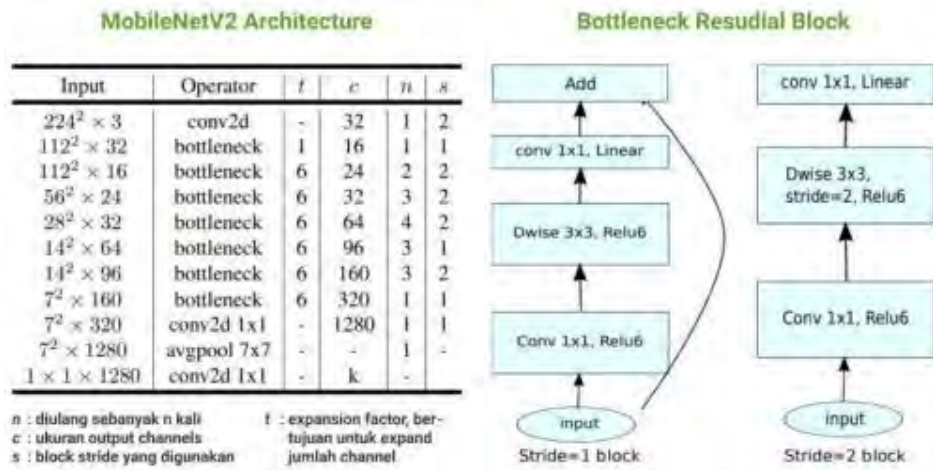 MobileNetV2 Architecture
Input Operator t c n s
224² × 3 conv2d - 32 1 2
112² × 32 bottleneck 1 16 1 1
112² × 16 bottleneck 6 24 2 2
56² × 24 bottleneck 6 32 3 2
28² × 32 bottleneck 6 64 4 2
14² × 64 bottleneck 6 96 3 1
14² × 96 bottleneck 6 160 3 2
7² × 160 bottleneck 6 320 1 1
7² × 320 conv2d 1x1 - 1280 1 1
7² × 1280 avgpool 7x7 - - 1 -
1 × 1 × 1280 conv2d 1x1 - k -
n : diulang sebanyak n kali
c : ukuran output channels
s : block stride yang digunakan
t : expansion factor, ber-
tujuan untuk expand
jumlah channel
Bottleneck Resudial Block
Add
conv 1x1, Linear
Dwise 3x3, Relu6
Conv 1x1, Relu6
input
Stride=1 block
conv 1x1, Linear
Dwise 3x3,
stride=2, Relu6
Conv 1x1, Relu6
input
Stride=2 block